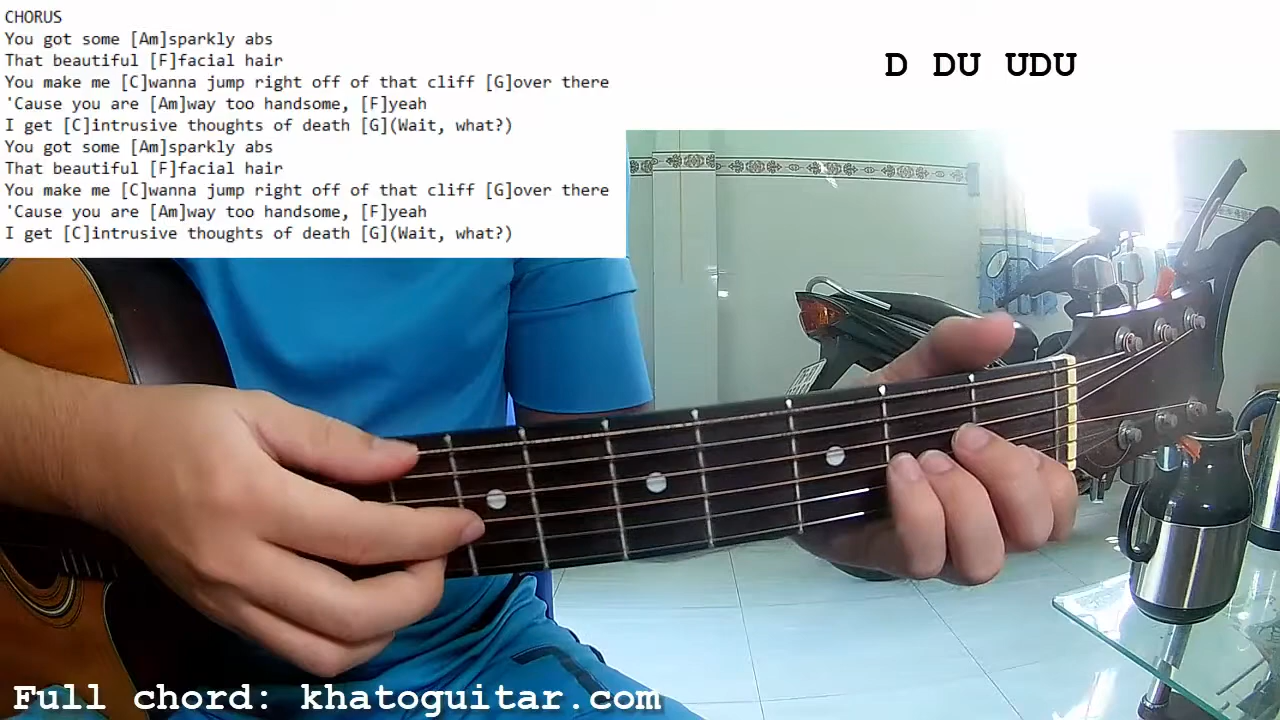 CHORUS
You got some [Am]sparkly abs
That beautiful [F]facial hair
You make me [C]wanna jump right off of that cliff [G]over there
'Cause you are [Am]way too handsome, [F]yeah
I get [C]intrusive thoughts of death [G](Wait, what?)
You got some [Am]sparkly abs
That beautiful [F]facial hair
You make me [C]wanna jump right off of that cliff [G]over there
'Cause you are [Am]way too handsome, [F]yeah
I get [C]intrusive thoughts of death [G](Wait, what?)
D DU UDU
Full chord: khatoguitar.com